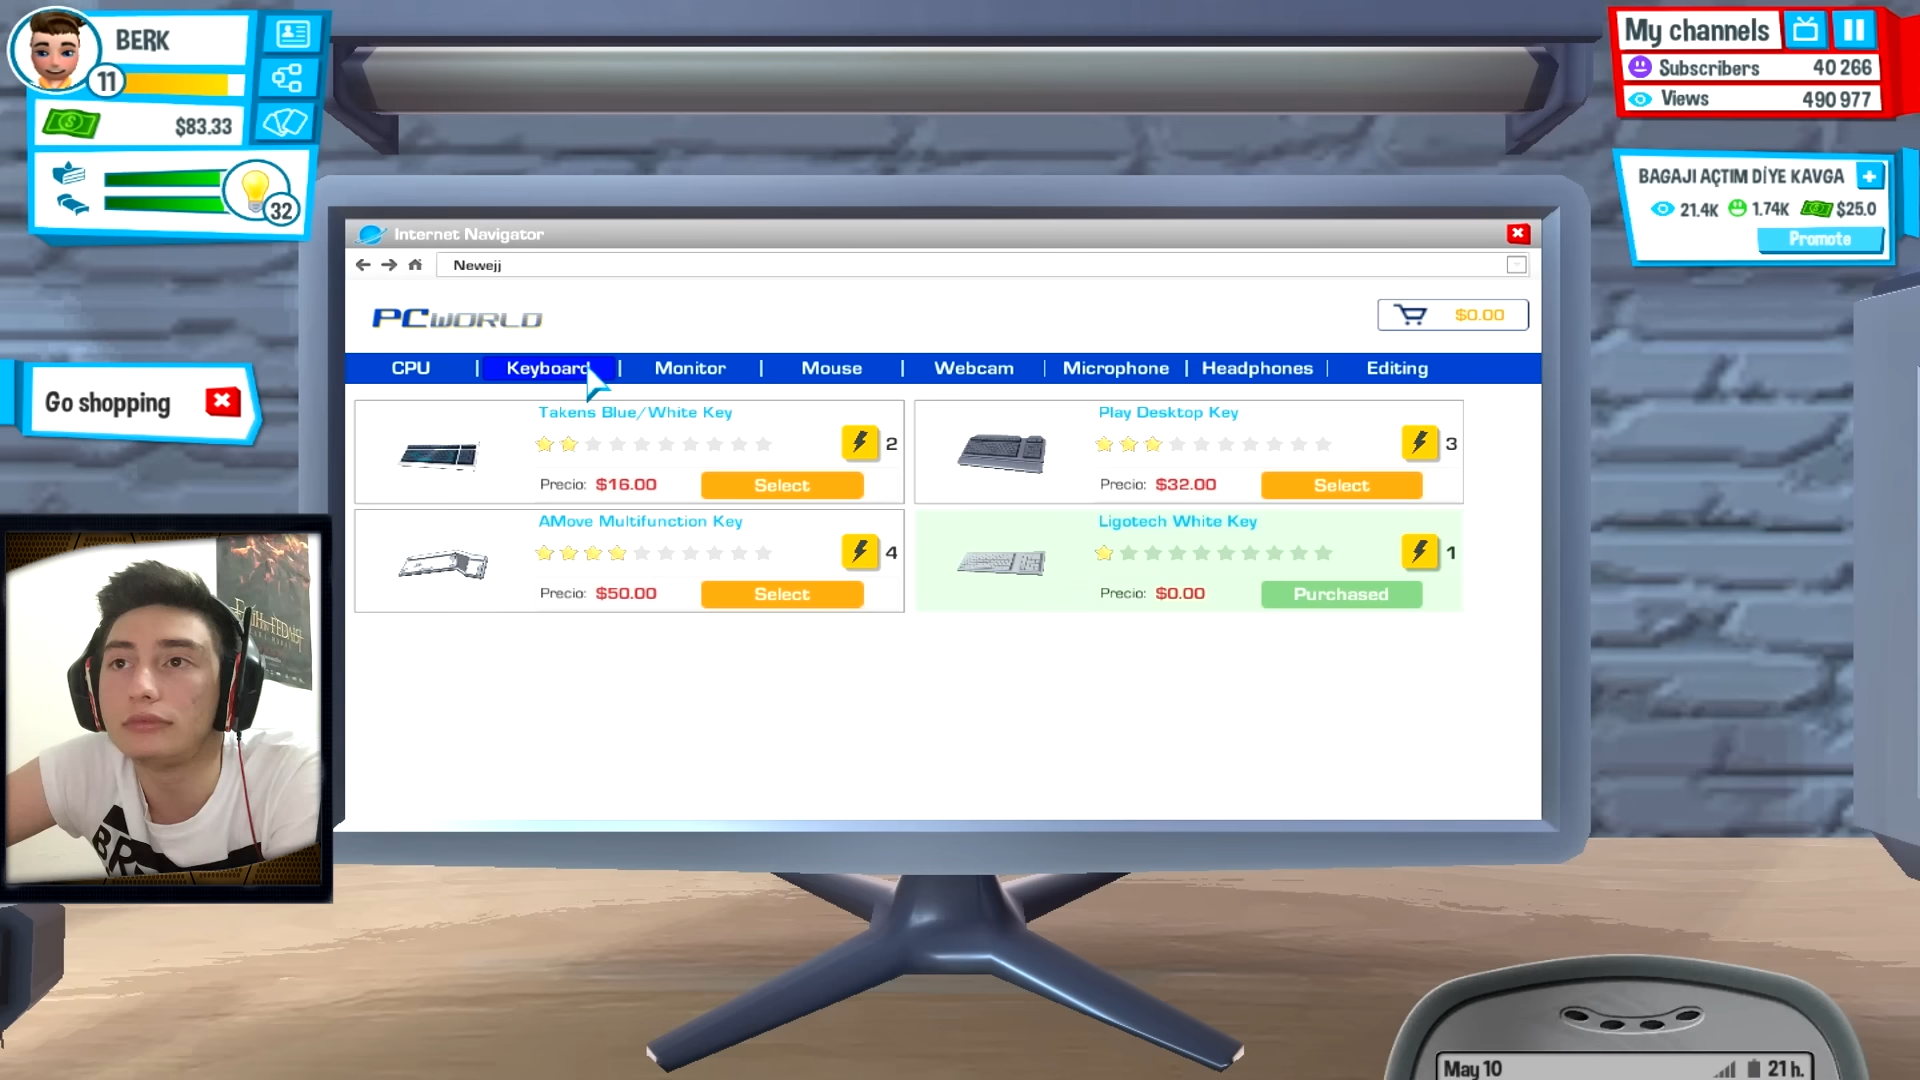 BERK
11
$83.33
32
My channels
Subscribers 40 266
Views 490 977
BAGAJI AÇTIM DİYE KAVGA
21.4K 1.74K $25.0
Promote
Go shopping
Internet Navigator
Newejj
PCWORLD
$0.00
CPU | Keyboard | Monitor | Mouse | Webcam | Microphone | Headphones | Editing
Takens Blue/White Key
2
Precio: $16.00 Select
Play Desktop Key
3
Precio: $32.00 Select
AMove Multifunction Key
4
Precio: $50.00 Select
Ligotech White Key
1
Precio: $0.00 Purchased
May 10 21 h.